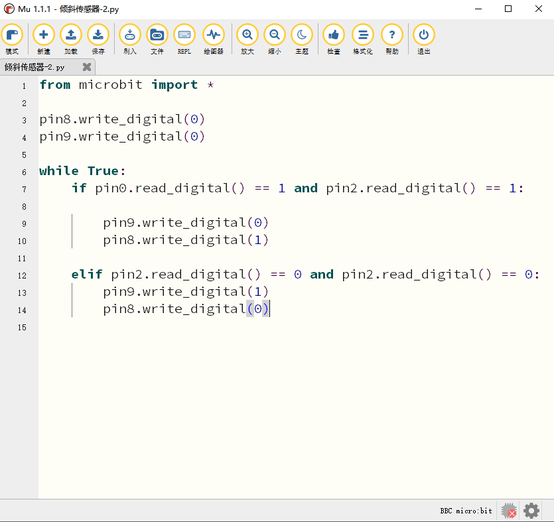 Mu 1.1.1 - 倾斜传感器-2.py
模式 新建 加载 保存 刷入 文件 REPL 绘图器 放大 缩小 主题 检查 格式化 帮助 退出
倾斜传感器-2.py
1 from microbit import *
2
3 pin8.write_digital(0)
4 pin9.write_digital(0)
5
6 while True:
7 if pin0.read_digital() == 1 and pin2.read_digital() == 1:
8
9 pin9.write_digital(0)
10 pin8.write_digital(1)
11
12 elif pin2.read_digital() == 0 and pin2.read_digital() == 0:
13 pin9.write_digital(1)
14 pin8.write_digital(0)
15
BBC micro:bit